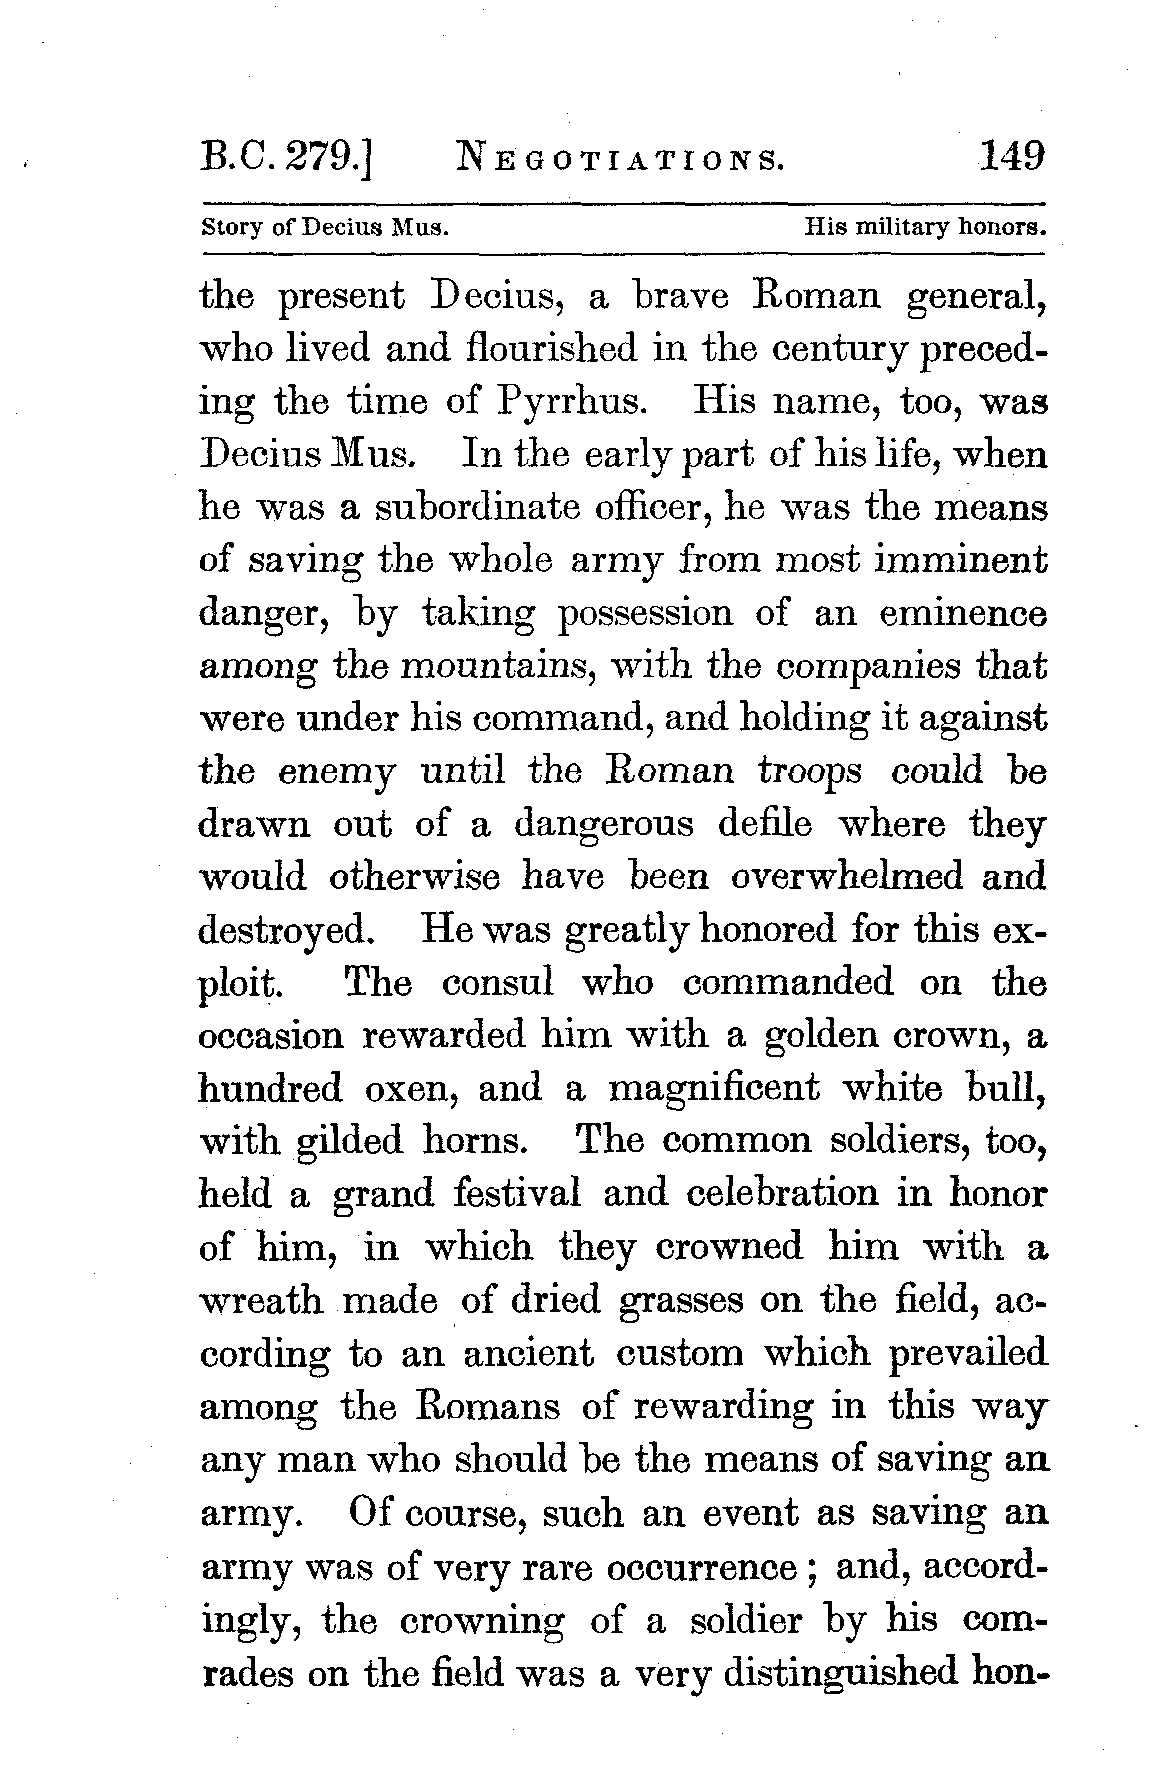 B.C. 279.] NEGOTIATIONS. 149
Story of Decius Mus. His military honors.
the present Decius, a brave Roman general,
who lived and flourished in the century preced-
ing the time of Pyrrhus. His name, too, was
Decius Mus. In the early part of his life, when
he was a subordinate officer, he was the means
of saving the whole army from most imminent
danger, by taking possession of an eminence
among the mountains, with the companies that
were under his command, and holding it against
the enemy until the Roman troops could be
drawn out of a dangerous defile where they
would otherwise have been overwhelmed and
destroyed. He was greatly honored for this ex-
ploit. The consul who commanded on the
occasion rewarded him with a golden crown, a
hundred oxen, and a magnificent white bull,
with gilded horns. The common soldiers, too,
held a grand festival and celebration in honor
of him, in which they crowned him with a
wreath made of dried grasses on the field, ac-
cording to an ancient custom which prevailed
among the Romans of rewarding in this way
any man who should be the means of saving an
army. Of course, such an event as saving an
army was of very rare occurrence; and, accord-
ingly, the crowning of a soldier by his com-
rades on the field was a very distinguished hon-